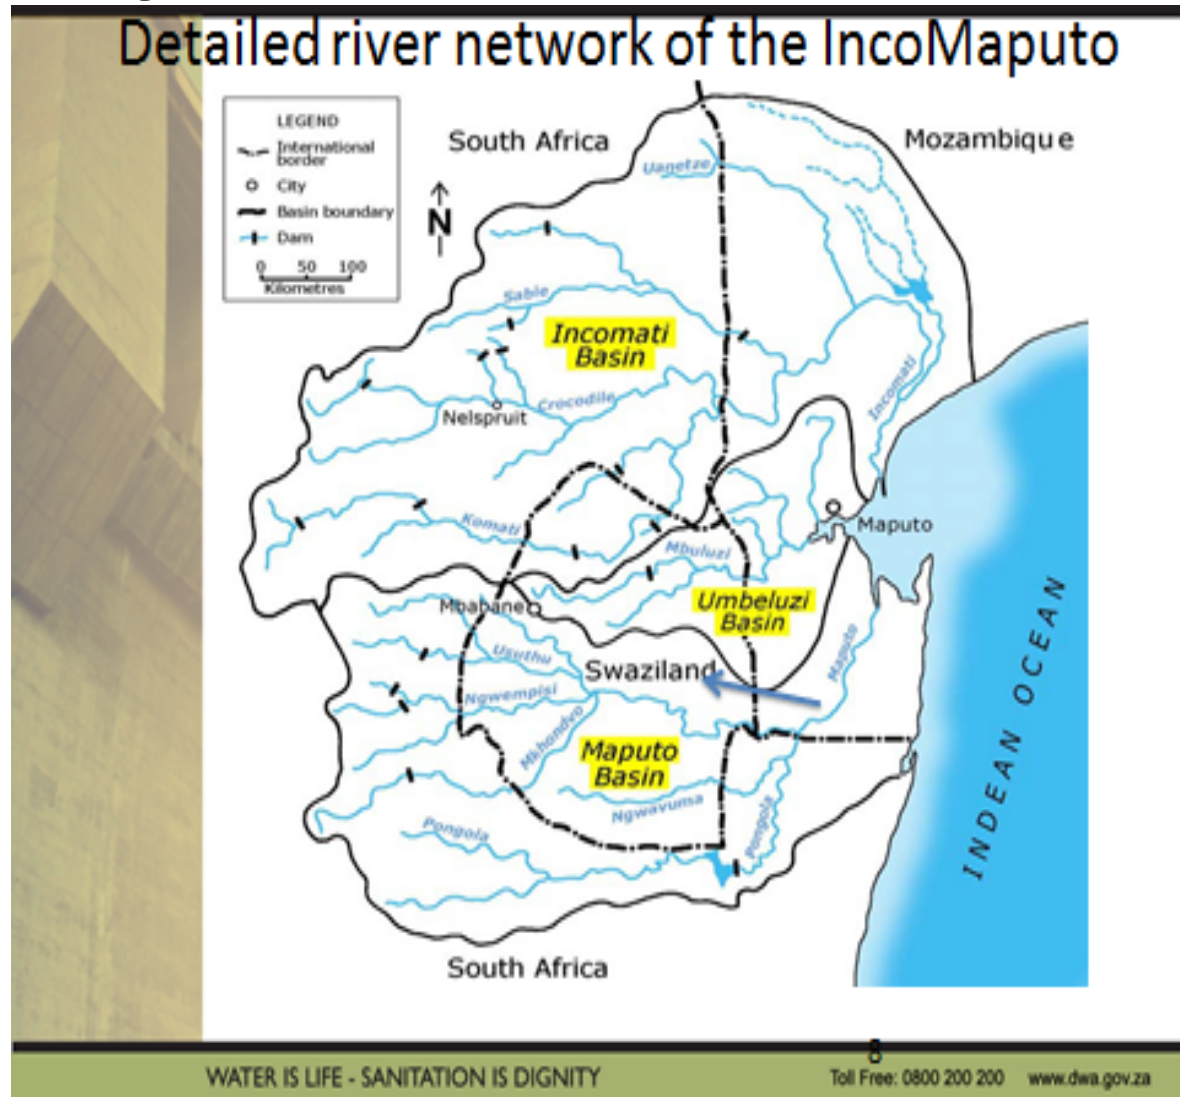 Detailed river network of the IncoMaputo
LEGEND
International
border
City
Basin boundary
Dam
0 50 100
Kilometres
South Africa
Mozambique
N
Uanetze
Sabie
Incomati
Basin
Incomati
Crocodile
Nelspruit
Komati
Maputo
Mbuluzi
Umbeluzi
Basin
Mbabane
Usuthu
Swaziland
Maputo
Ngwempisi
Mkhondvo
Maputo
Basin
Ngwavuma
Pongola
Pongola
INDEAN OCEAN
South Africa
8
WATER IS LIFE - SANITATION IS DIGNITY
Toll Free: 0800 200 200 www.dwa.gov.za